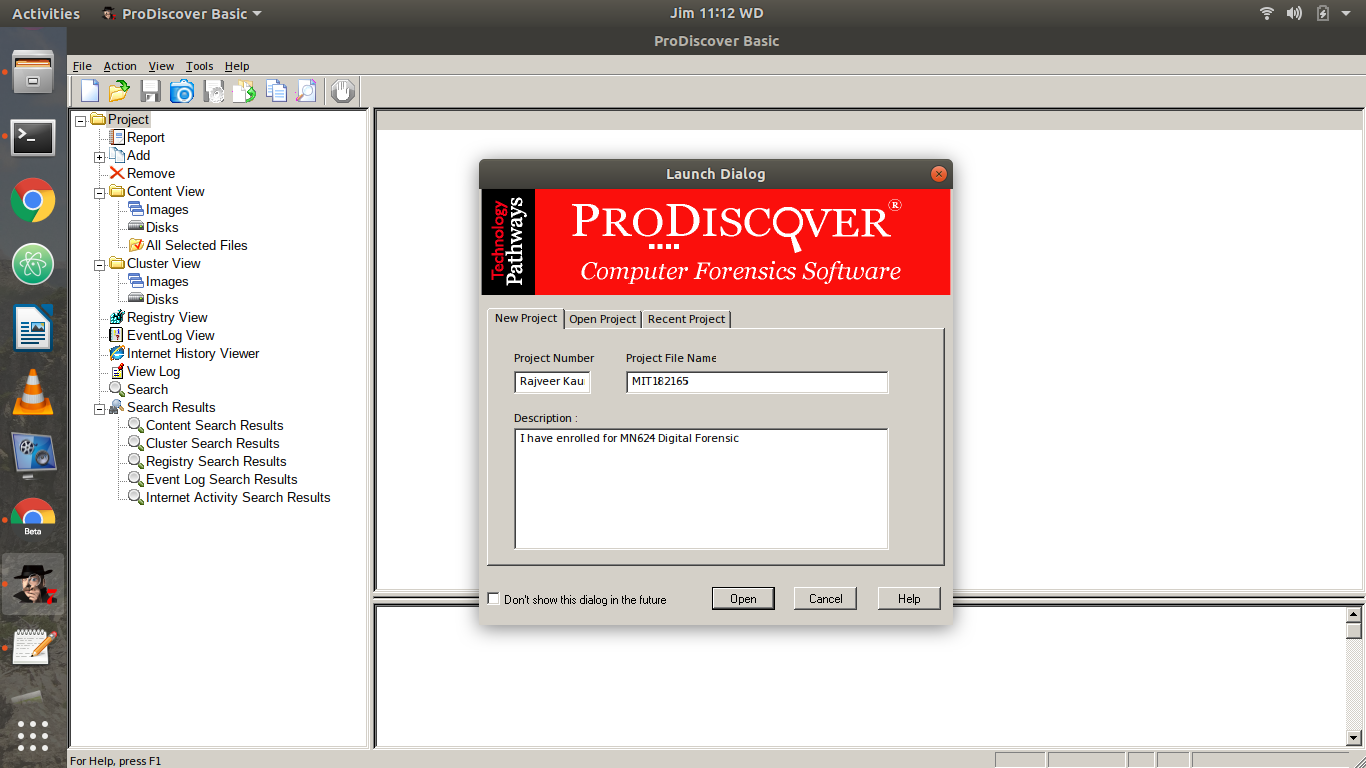 Activities ProDiscover Basic Jim 11:12 WD
ProDiscover Basic
File Action View Tools Help
Project
Report
Add
Remove
Content View
Images
Disks
All Selected Files
Cluster View
Images
Disks
Registry View
EventLog View
Internet History Viewer
View Log
Search
Search Results
Content Search Results
Cluster Search Results
Registry Search Results
Event Log Search Results
Internet Activity Search Results
Launch Dialog
Technology
Pathways
PRODISCOVER®
Computer Forensics Software
New Project Open Project Recent Project
Project Number Project File Name
Rajveer Kau MIT182165
Description :
I have enrolled for MN624 Digital Forensic
Don't show this dialog in the future Open Cancel Help
Beta
For Help, press F1